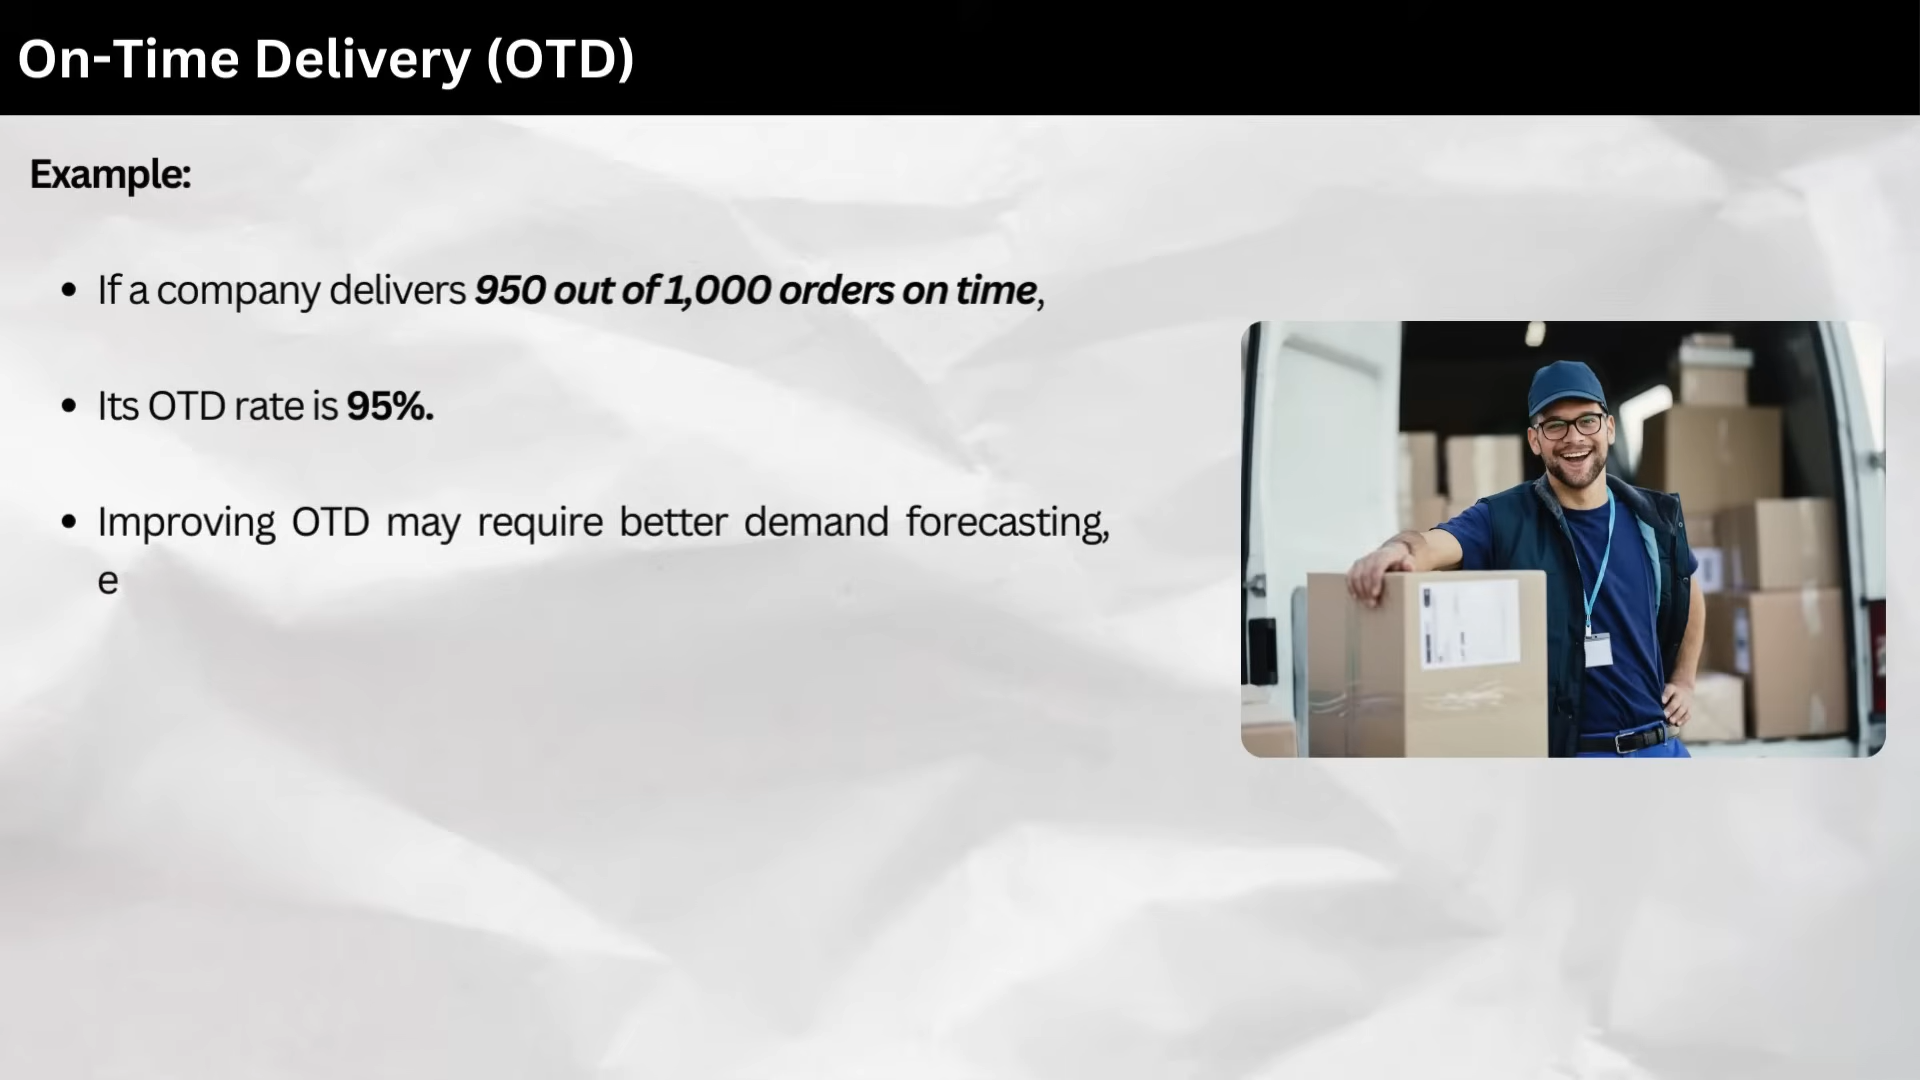 On-Time Delivery (OTD)
Example:
• If a company delivers 950 out of 1,000 orders on time,
• Its OTD rate is 95%.
• Improving OTD may require better demand forecasting,
e